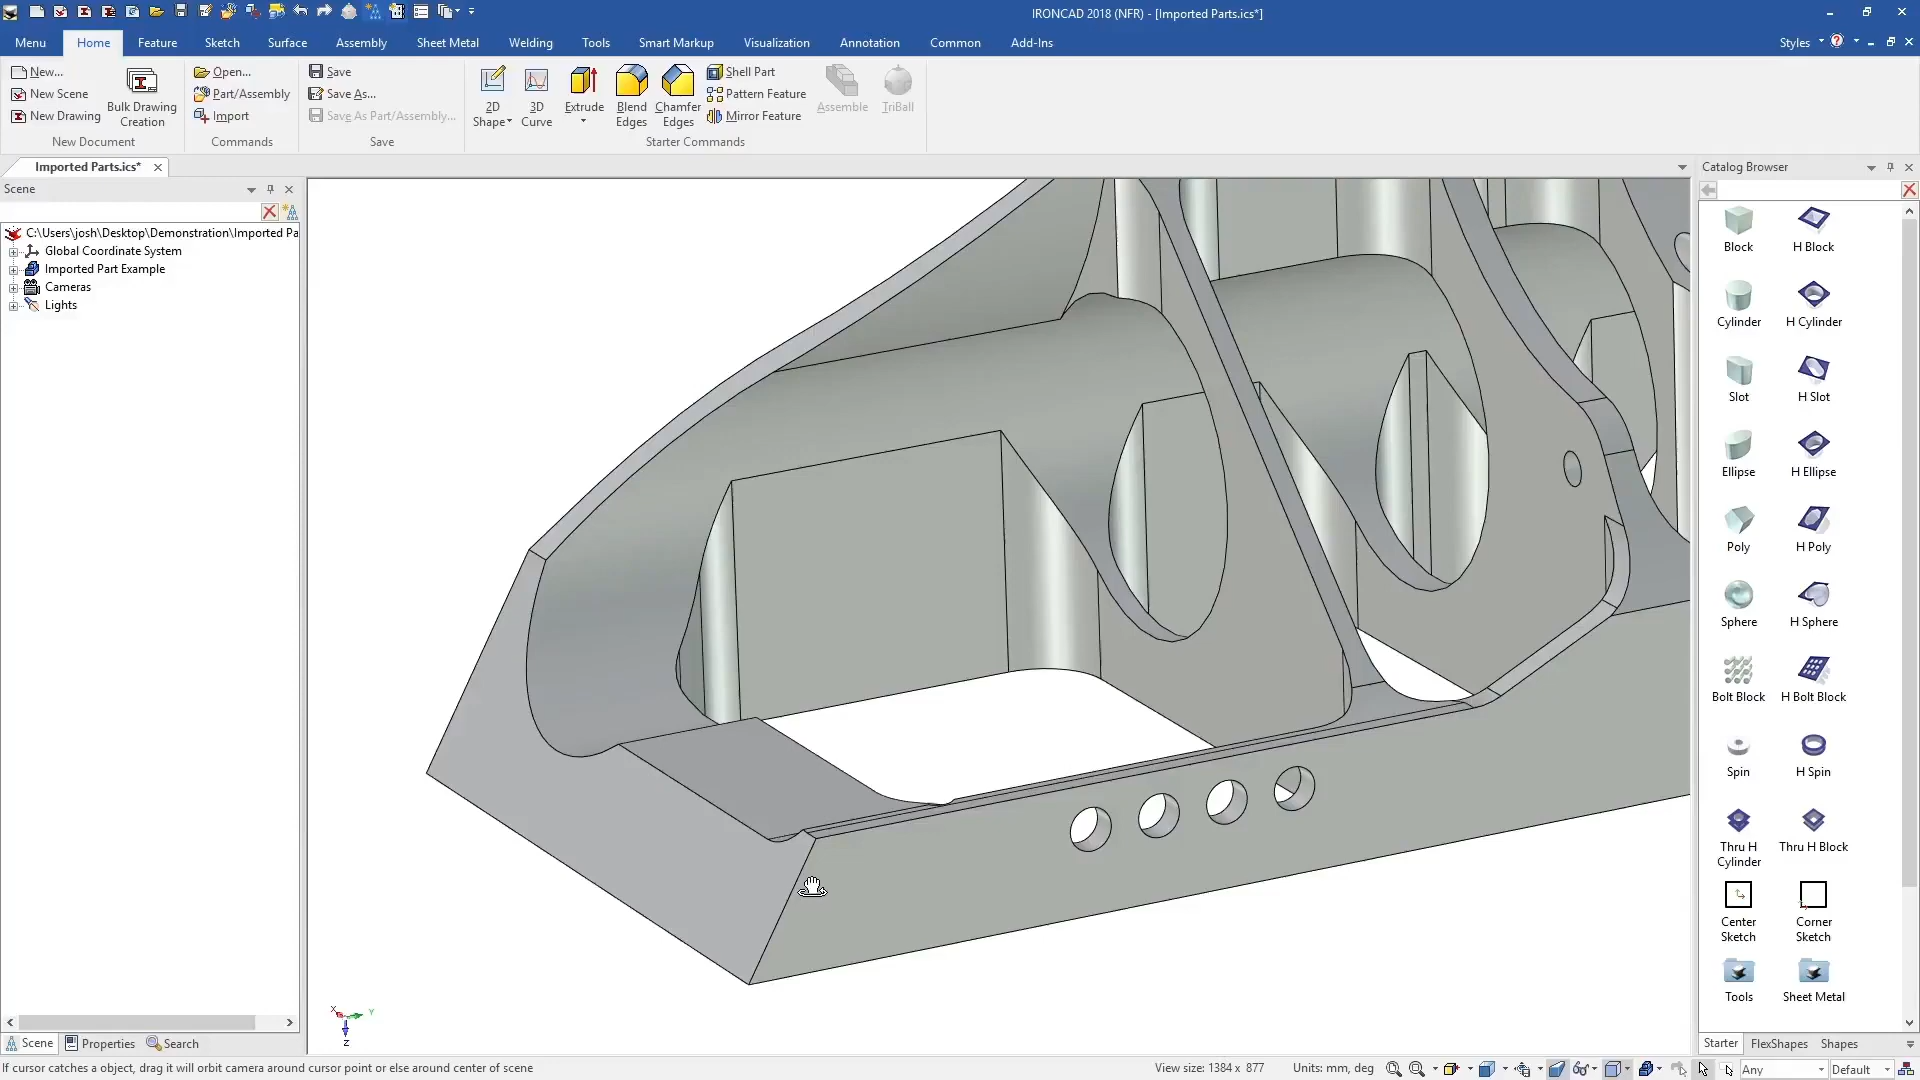 IRONCAD 2018 (NFR) - [Imported Parts.ics*]
Menu
Home
Feature
Sketch
Surface
Assembly
Sheet Metal
Welding
Tools
Smart Markup
Visualization
Annotation
Common
Add-Ins
Styles
New...
New Scene
New Drawing
Bulk Drawing
Creation
New Document
Open...
Part/Assembly
Import
Commands
Save
Save As...
Save As Part/Assembly...
Save
2D
Shape
3D
Curve
Extrude
Blend
Edges
Chamfer
Edges
Shell Part
Pattern Feature
Mirror Feature
Assemble
TriBall
Starter Commands
Imported Parts.ics*
Scene
C:\Users\josh\Desktop\Demonstration\Imported Pa
Global Coordinate System
Imported Part Example
Cameras
Lights
X
Y
Z
Catalog Browser
Block
H Block
Cylinder
H Cylinder
Slot
H Slot
Ellipse
H Ellipse
Poly
H Poly
Sphere
H Sphere
Bolt Block
H Bolt Block
Spin
H Spin
Thru H
Cylinder
Thru H Block
Center
Sketch
Corner
Sketch
Tools
Sheet Metal
Scene
Properties
Search
Starter
FlexShapes
Shapes
If cursor catches a object, drag it will orbit camera around cursor point or else around center of scene
View size: 1384 x 877
Units: mm, deg
Any
Default